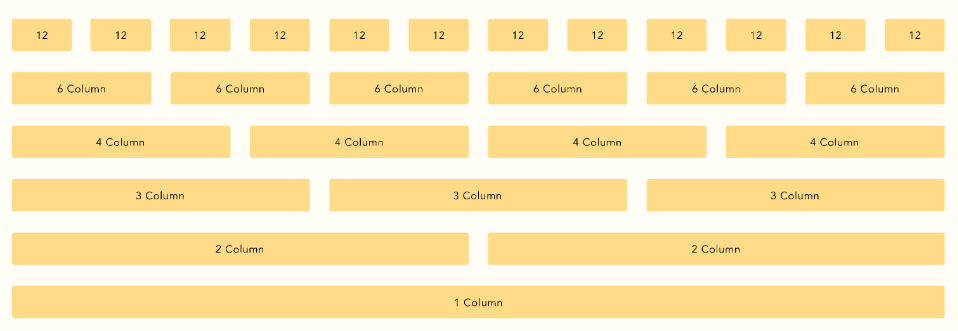 12 12 12 12 12 12 12 12 12 12 12 12
6 Column 6 Column 6 Column 6 Column 6 Column 6 Column
4 Column 4 Column 4 Column 4 Column
3 Column 3 Column 3 Column
2 Column 2 Column
1 Column